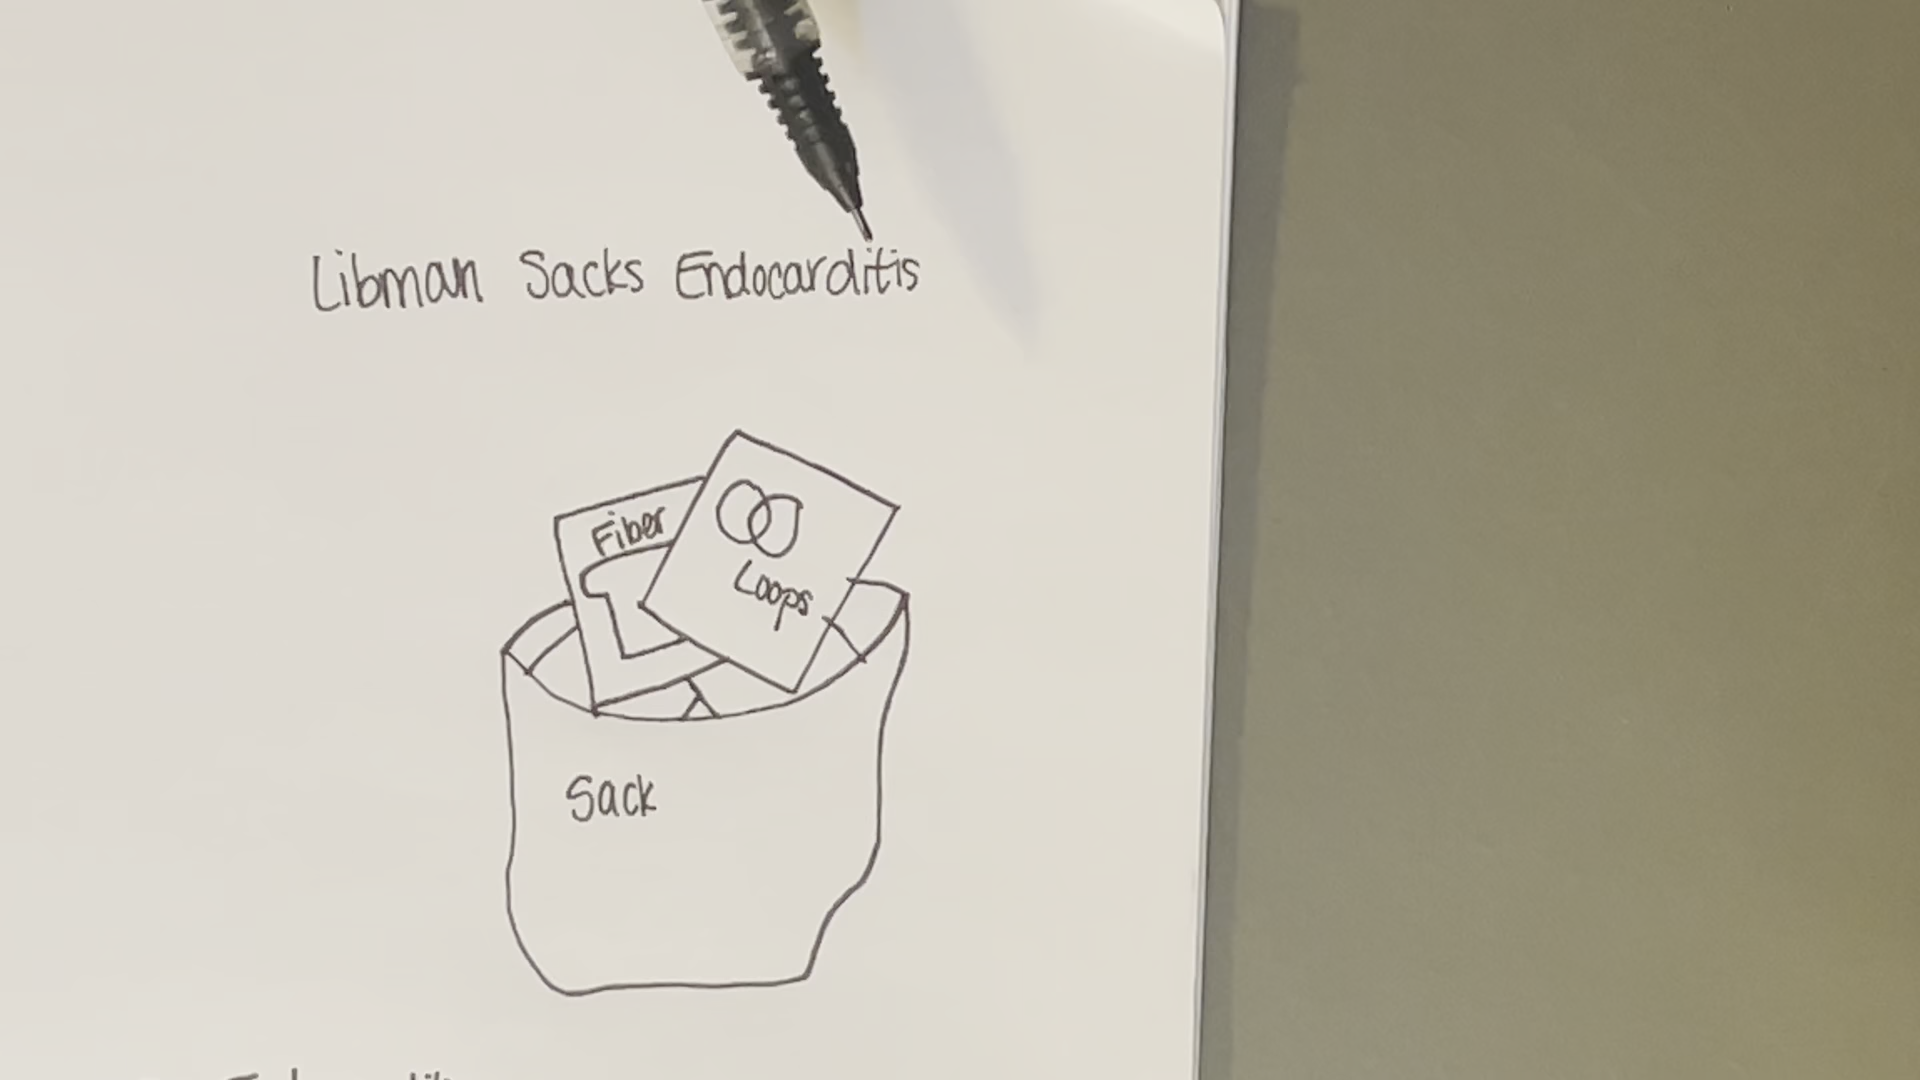 Libman Sacks Endocarditis
Fiber
Loops
Sack